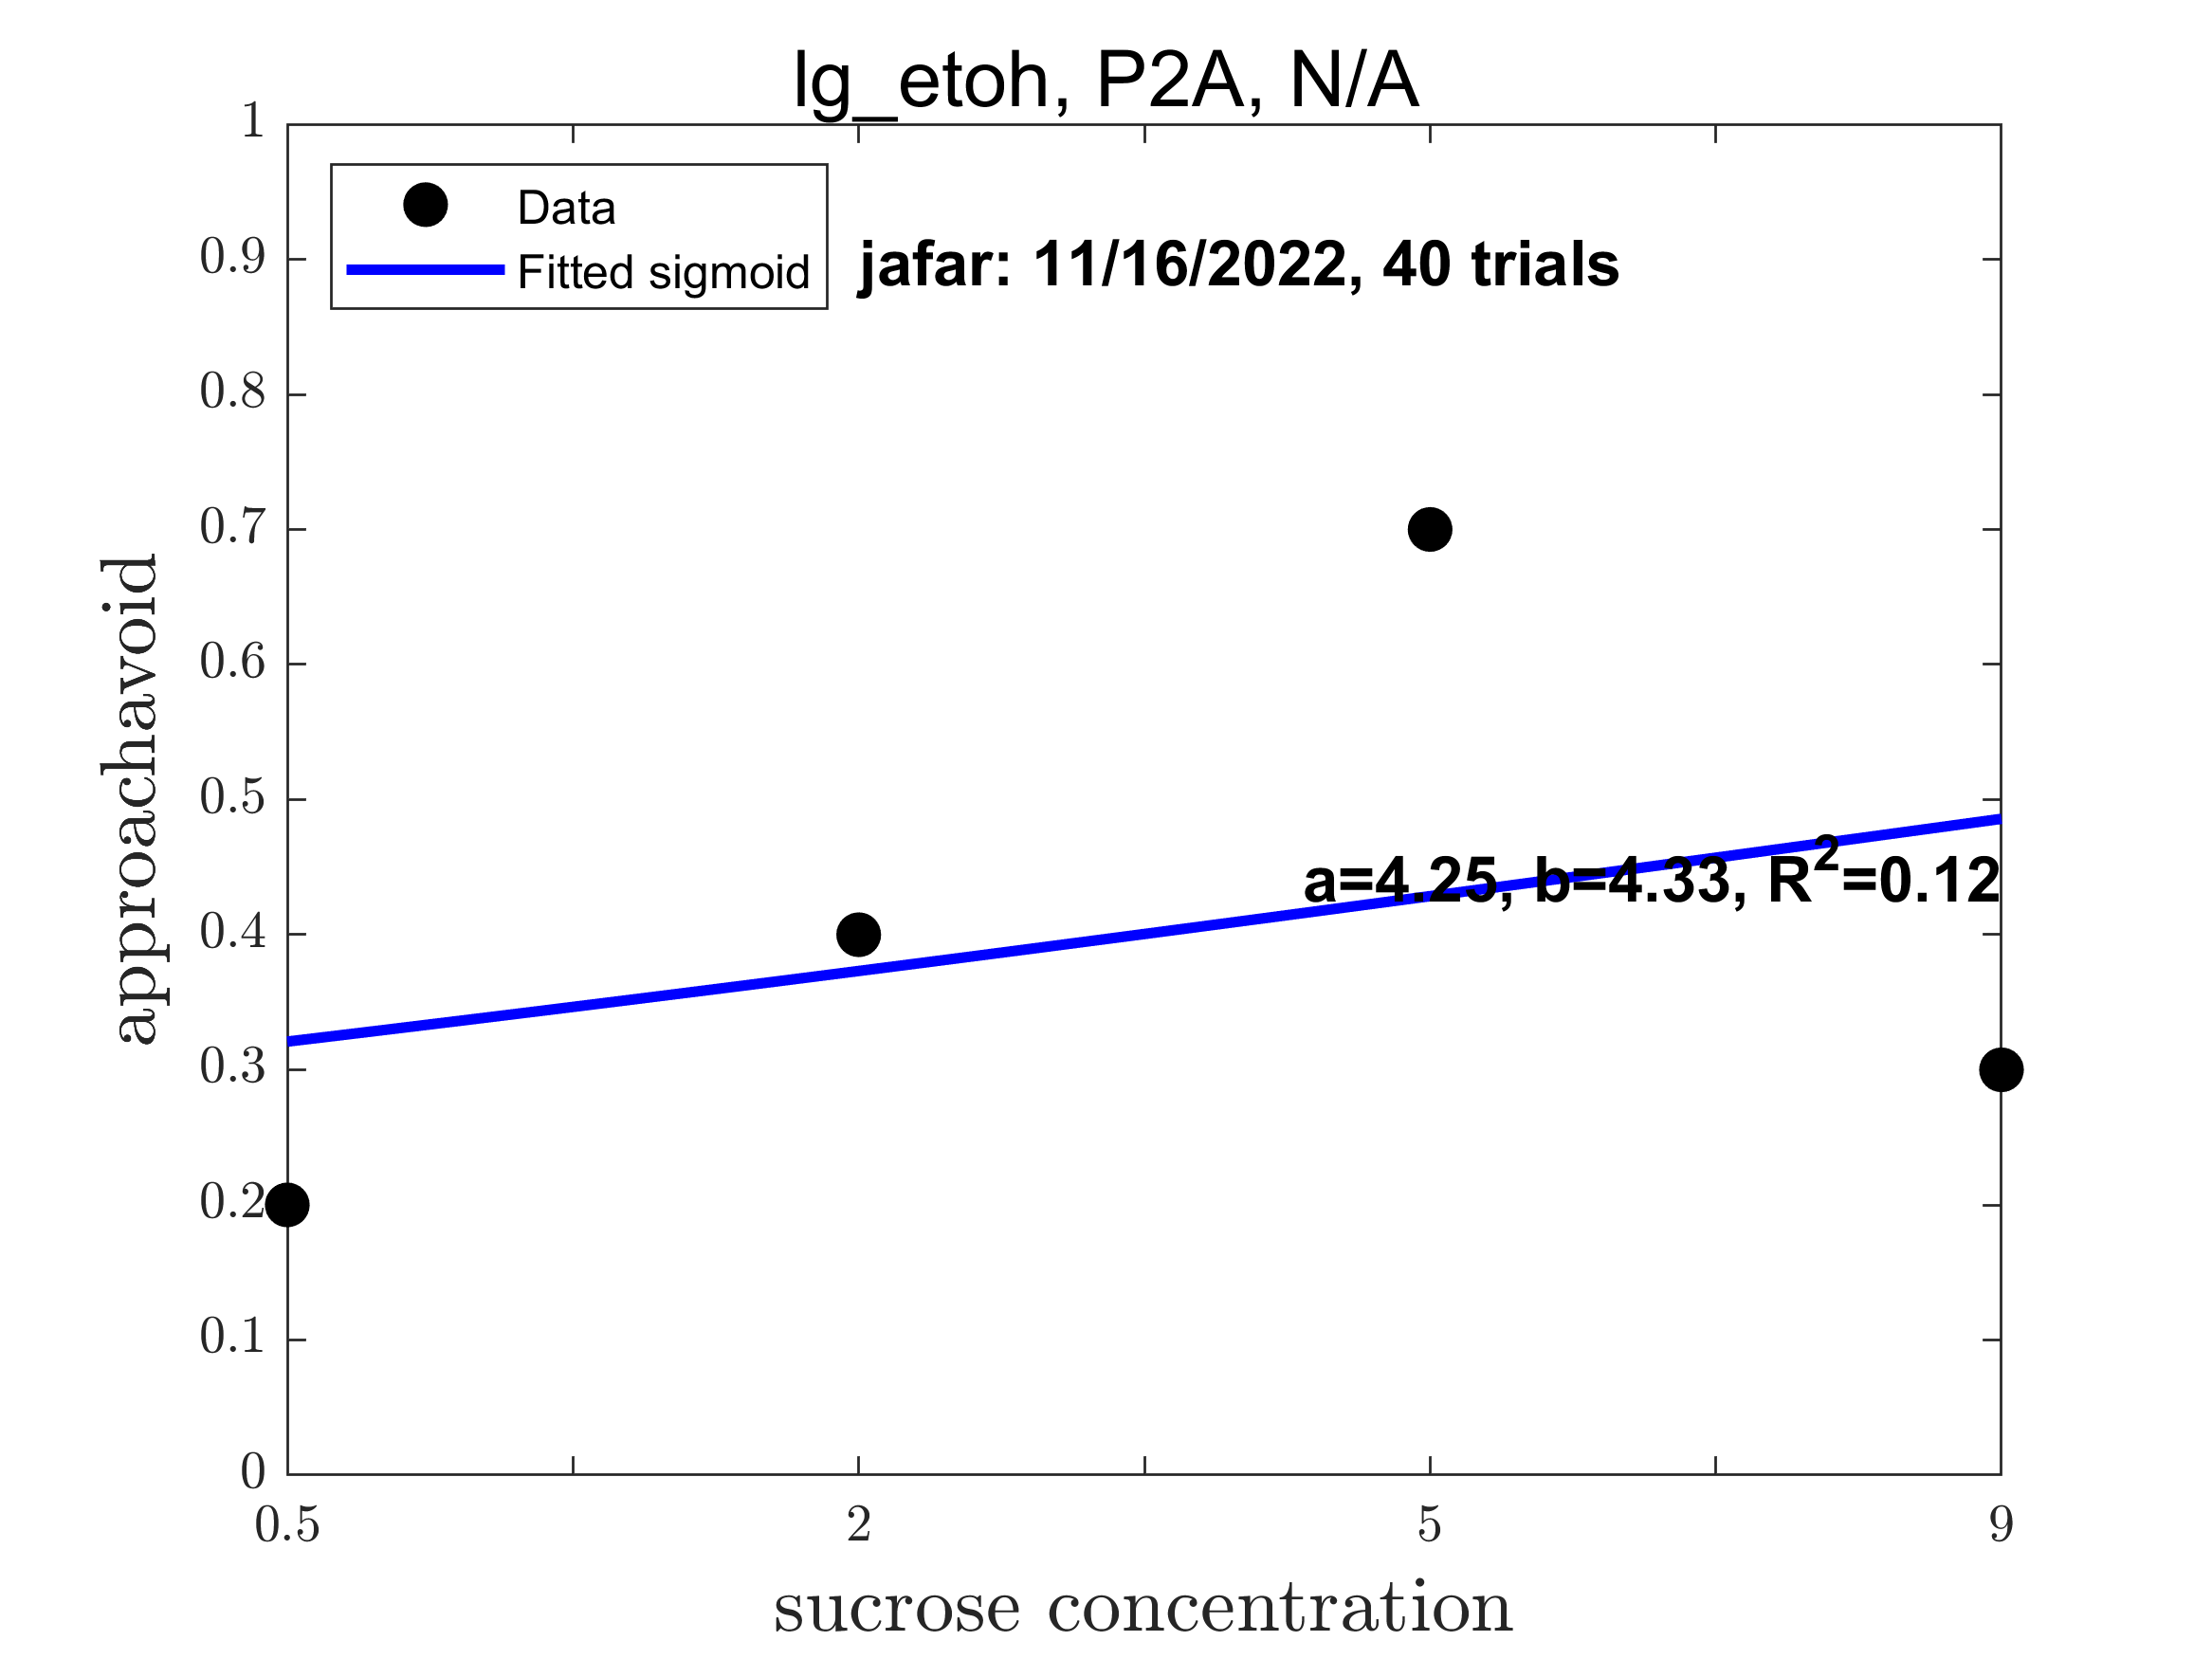 lg_etoh, P2A, N/A
Data
Fitted sigmoid
jafar: 11/16/2022, 40 trials
a=4.25, b=4.33, R²=0.12
approachavoid
1
0.9
0.8
0.7
0.6
0.5
0.4
0.3
0.2
0.1
0
0.5 2 5 9
sucrose concentration